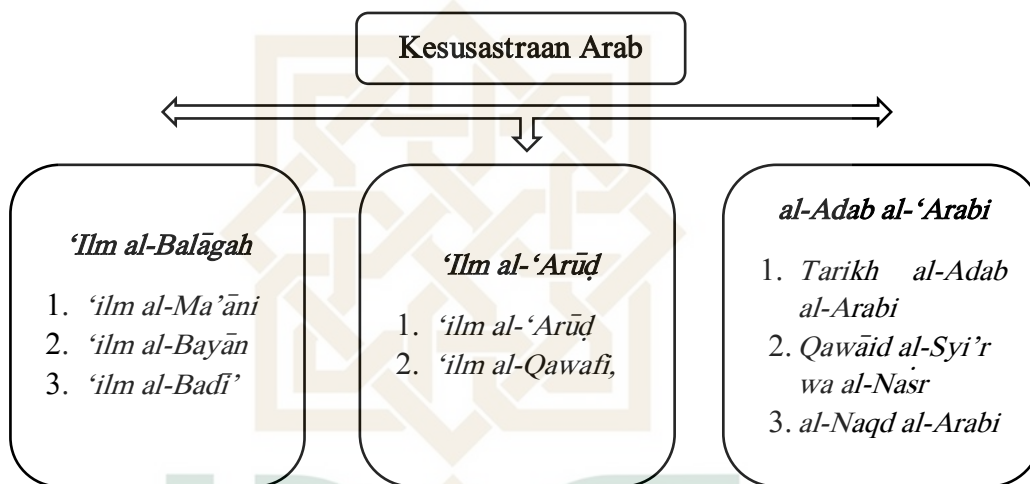 Kesusastraan Arab
‘Ilm al-Balāgah
1. ‘ilm al-Ma’āni
2. ‘ilm al-Bayān
3. ‘ilm al-Badī’
‘Ilm al-‘Arūḍ
1. ‘ilm al-‘Arūḍ
2. ‘ilm al-Qawafi,
al-Adab al-‘Arabi
1. Tarikh al-Adab
al-Arabi
2. Qawāid al-Syi’r
wa al-Naṡr
3. al-Naqd al-Arabi